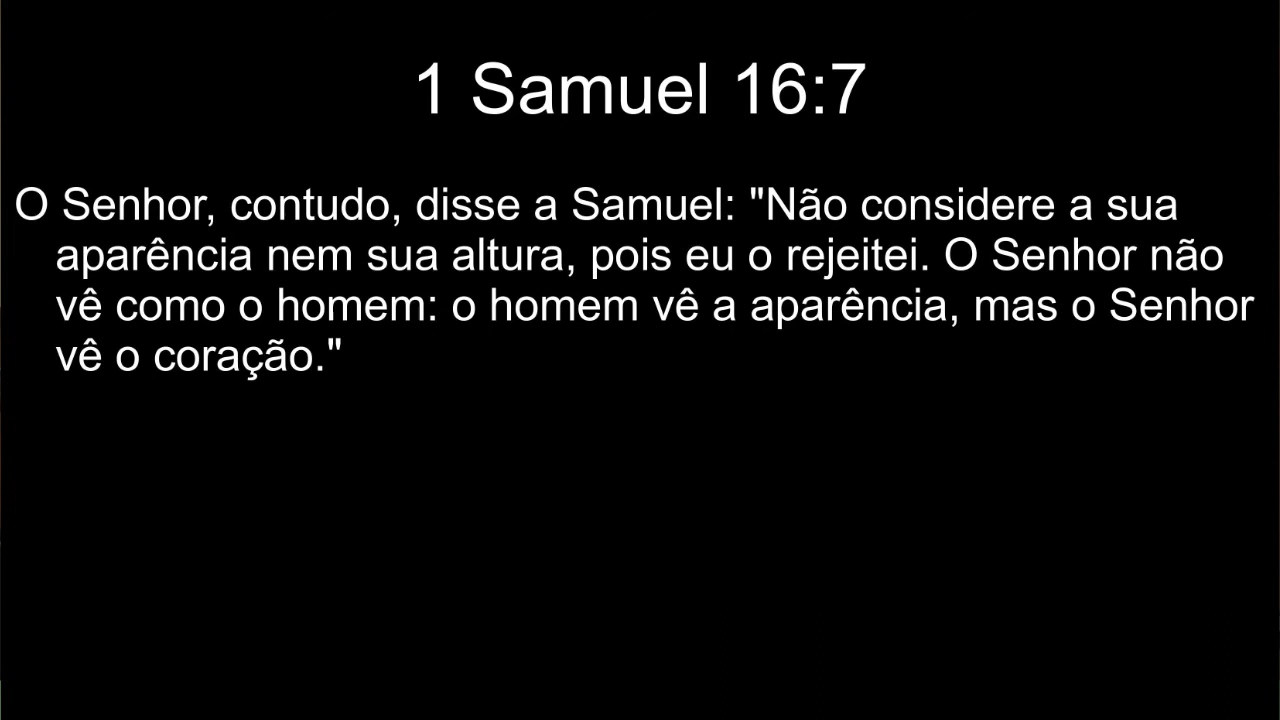 1 Samuel 16:7
O Senhor, contudo, disse a Samuel: "Não considere a sua
aparência nem sua altura, pois eu o rejeitei. O Senhor não
vê como o homem: o homem vê a aparência, mas o Senhor
vê o coração."